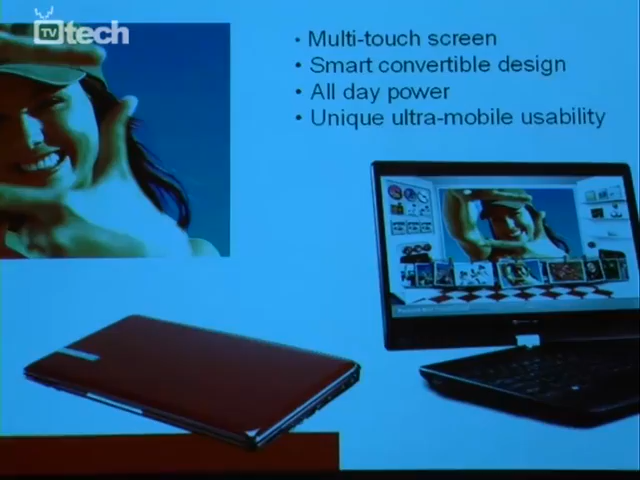 TV tech
• Multi-touch screen
• Smart convertible design
• All day power
• Unique ultra-mobile usability